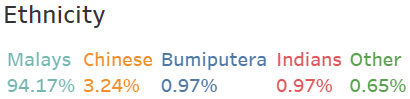 Ethnicity
Malays Chinese Bumiputera Indians Other
94.17% 3.24% 0.97% 0.97% 0.65%